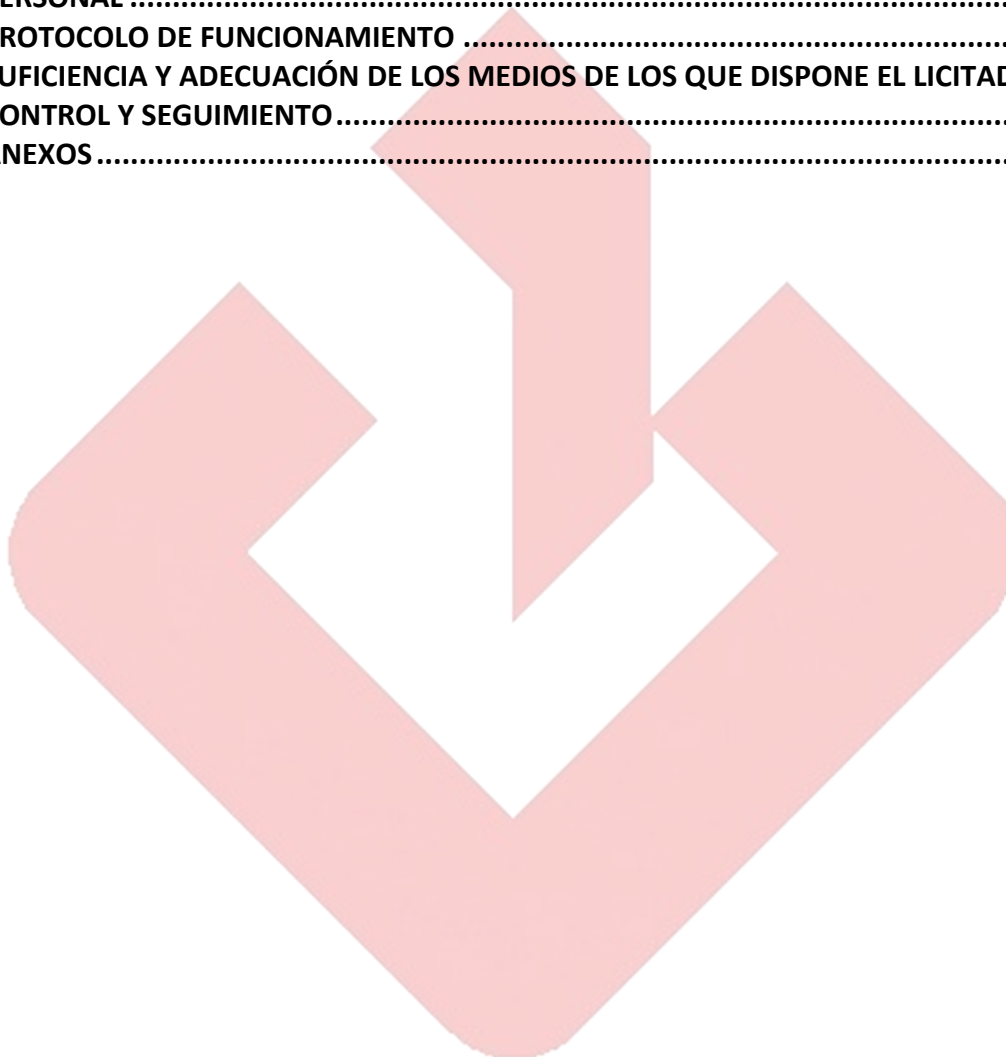 ERSONAL ..............................................................................................................
ROTOCOLO DE FUNCIONAMIENTO .....................................................................
UFICIENCIA Y ADECUACIÓN DE LOS MEDIOS DE LOS QUE DISPONE EL LICITAD
ONTROL Y SEGUIMIENTO.......................................................................................
NEXOS...................................................................................................................